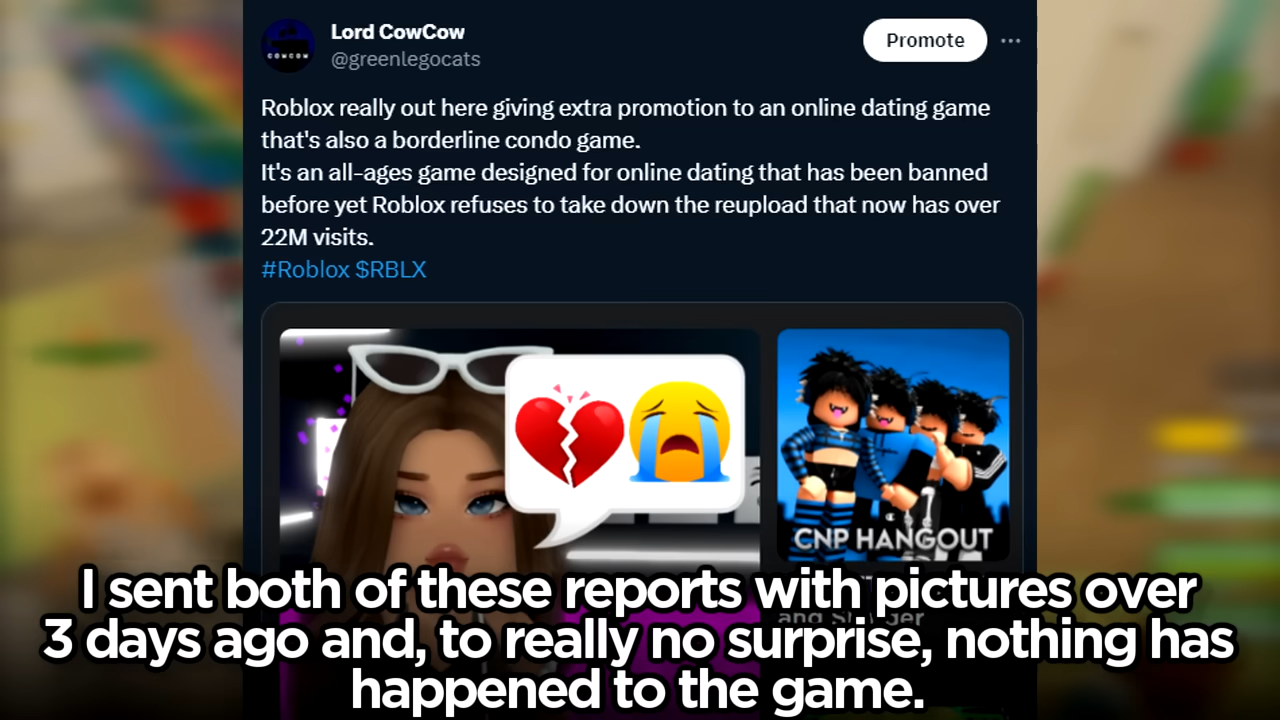 Lord CowCow
@greenlegocats
Promote
COWCOW
Roblox really out here giving extra promotion to an online dating game
that's also a borderline condo game.
It's an all-ages game designed for online dating that has been banned
before yet Roblox refuses to take down the reupload that now has over
22M visits.
#Roblox $RBLX
CNP HANGOUT
I sent both of these reports with pictures over
3 days ago and, to really no surprise, nothing has
happened to the game.